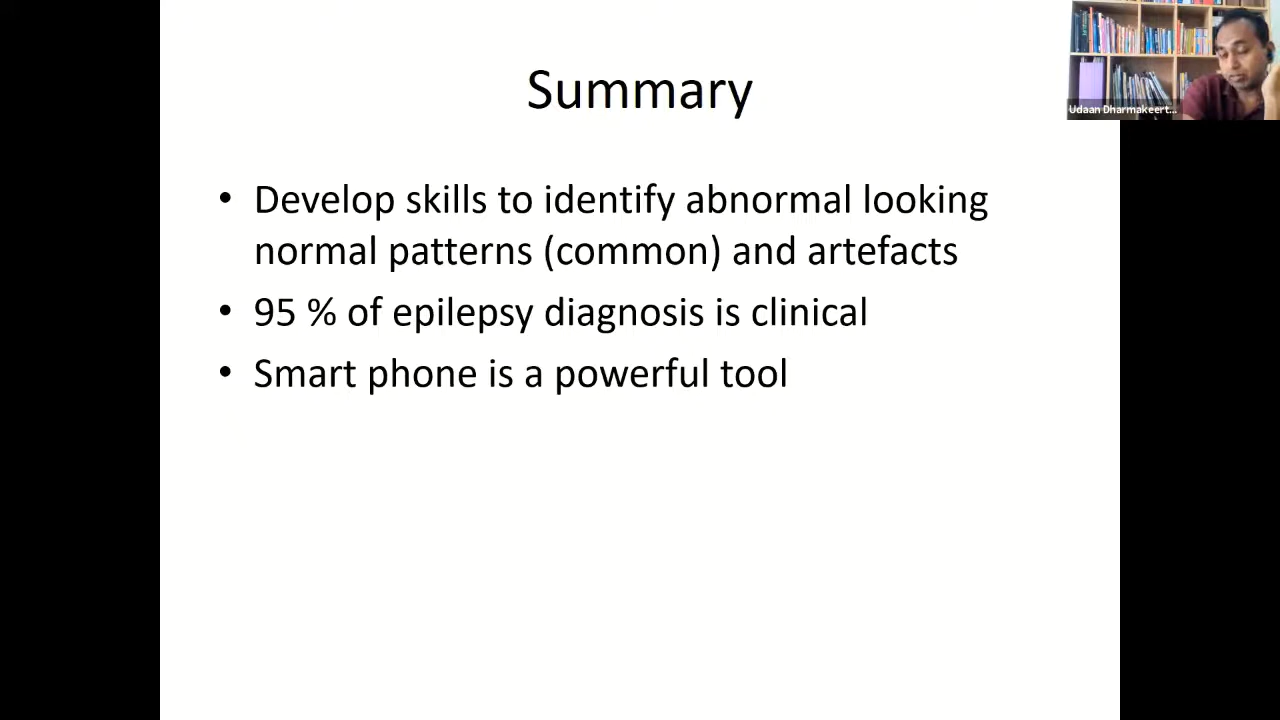 Summary
• Develop skills to identify abnormal looking
normal patterns (common) and artefacts
• 95 % of epilepsy diagnosis is clinical
• Smart phone is a powerful tool
Udaan Dharmakeert...